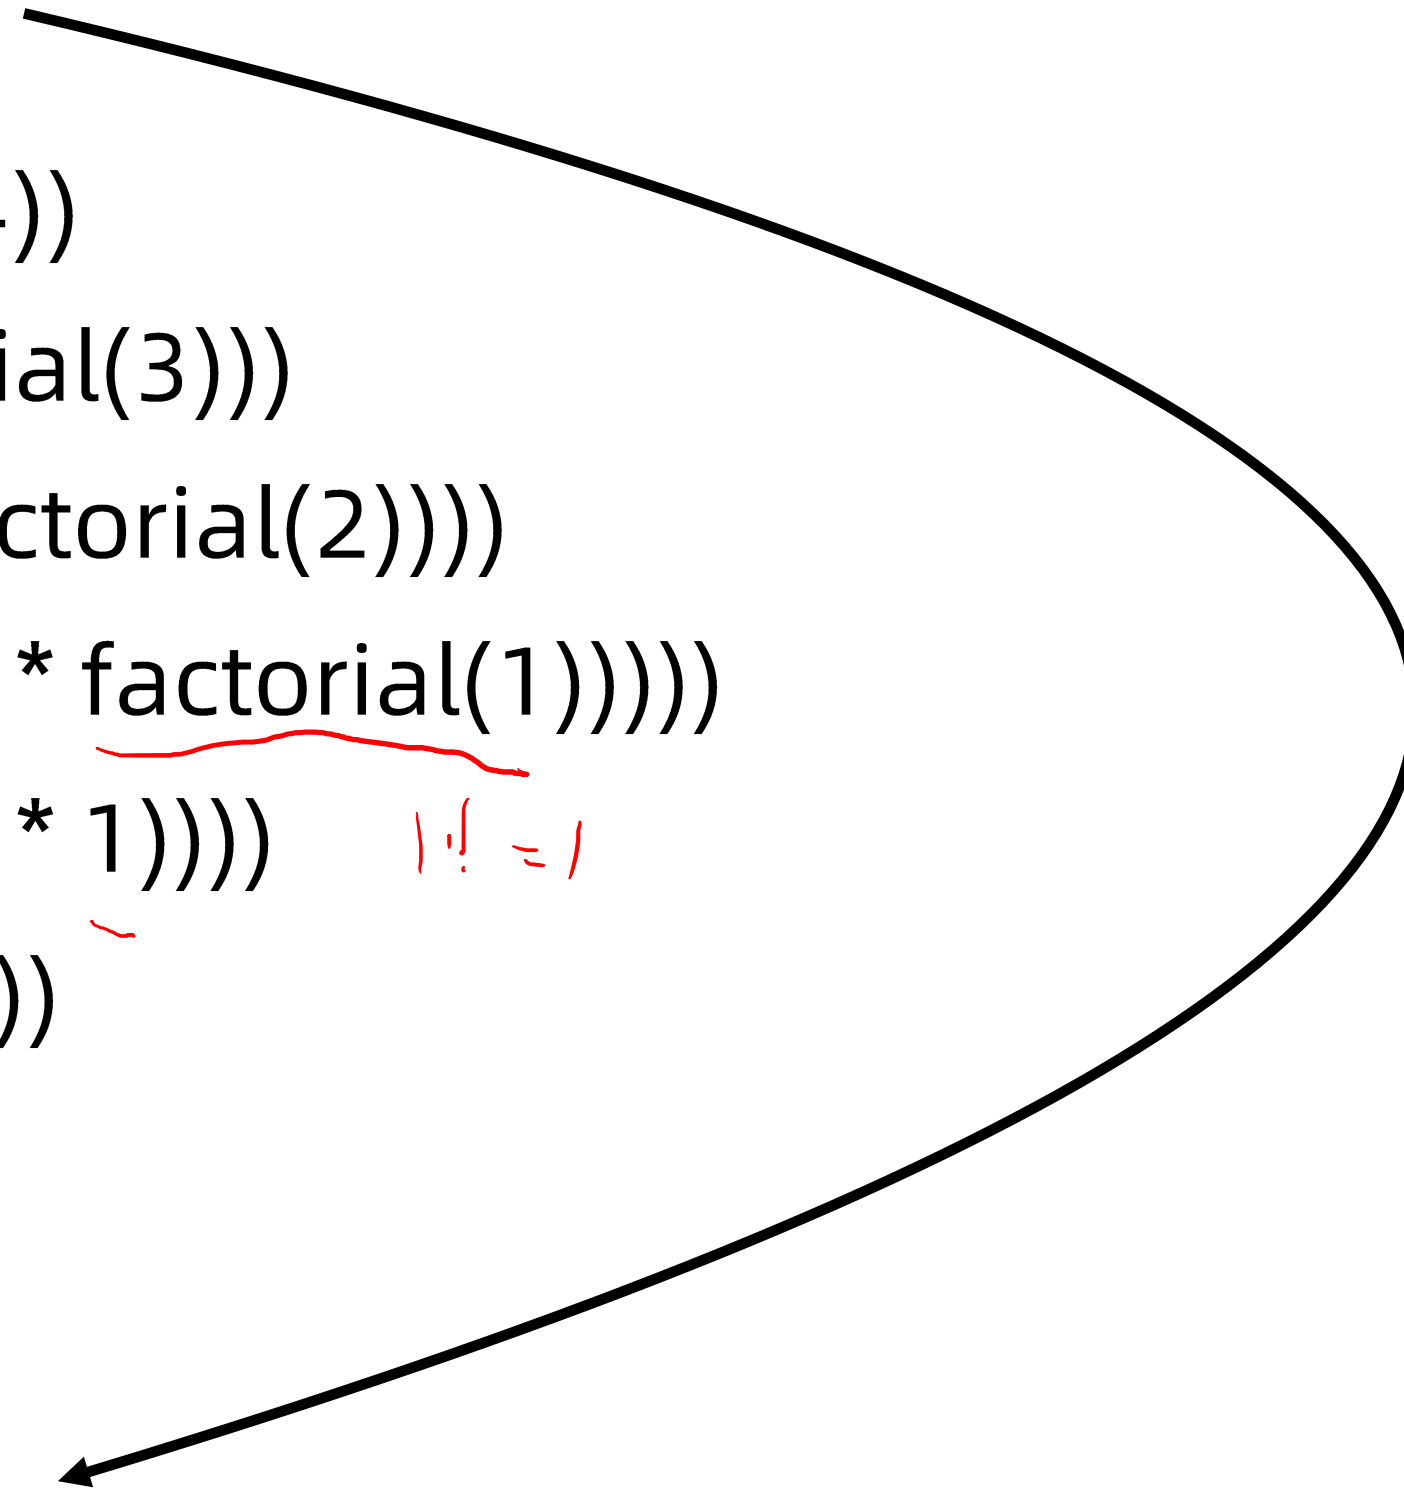 ))
ial(3)))
ctorial(2))))
* factorial(1)))))
* 1))))
1! = 1
))